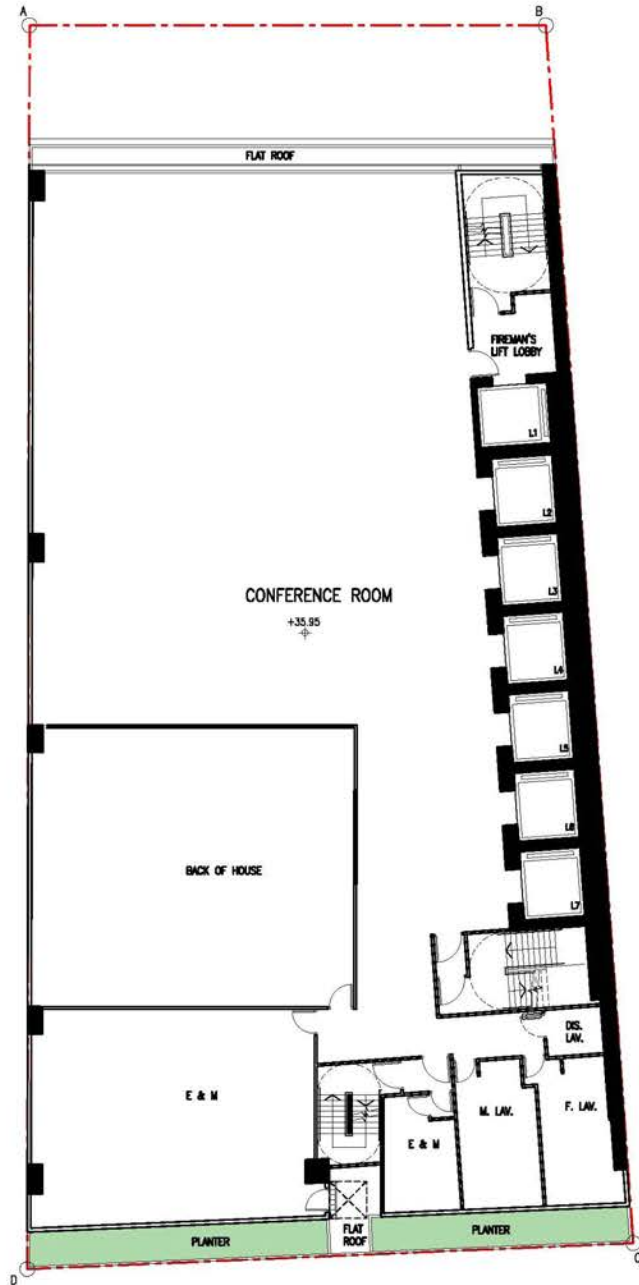 A
B
FLAT ROOF
FIREMAN'S
LIFT LOBBY
L1
L2
L3
CONFERENCE ROOM
+35.95
L4
L5
L6
BACK OF HOUSE
L7
DIS.
LAV.
E & M
M. LAV.
F. LAV.
E & M
FLAT
ROOF
PLANTER
PLANTER
C
D